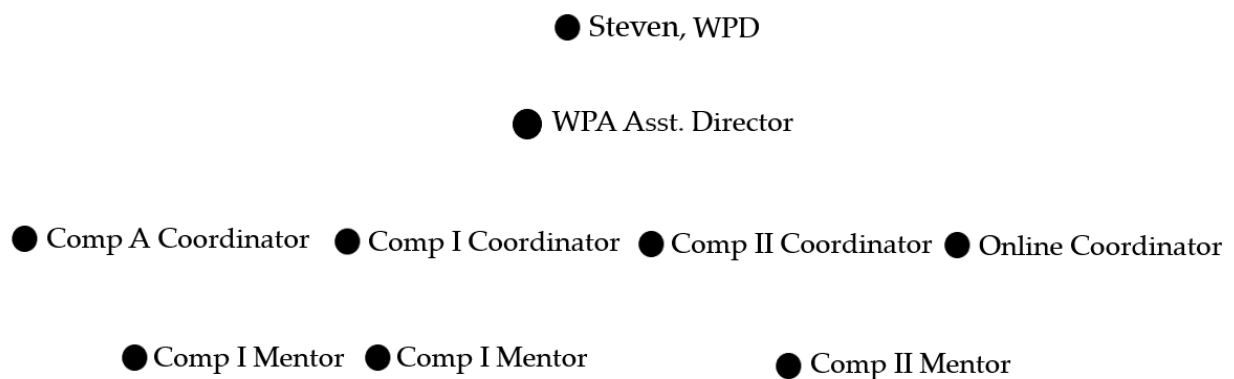 Steven, WPD
WPA Asst. Director
Comp A Coordinator Comp I Coordinator Comp II Coordinator Online Coordinator
Comp I Mentor Comp I Mentor Comp II Mentor